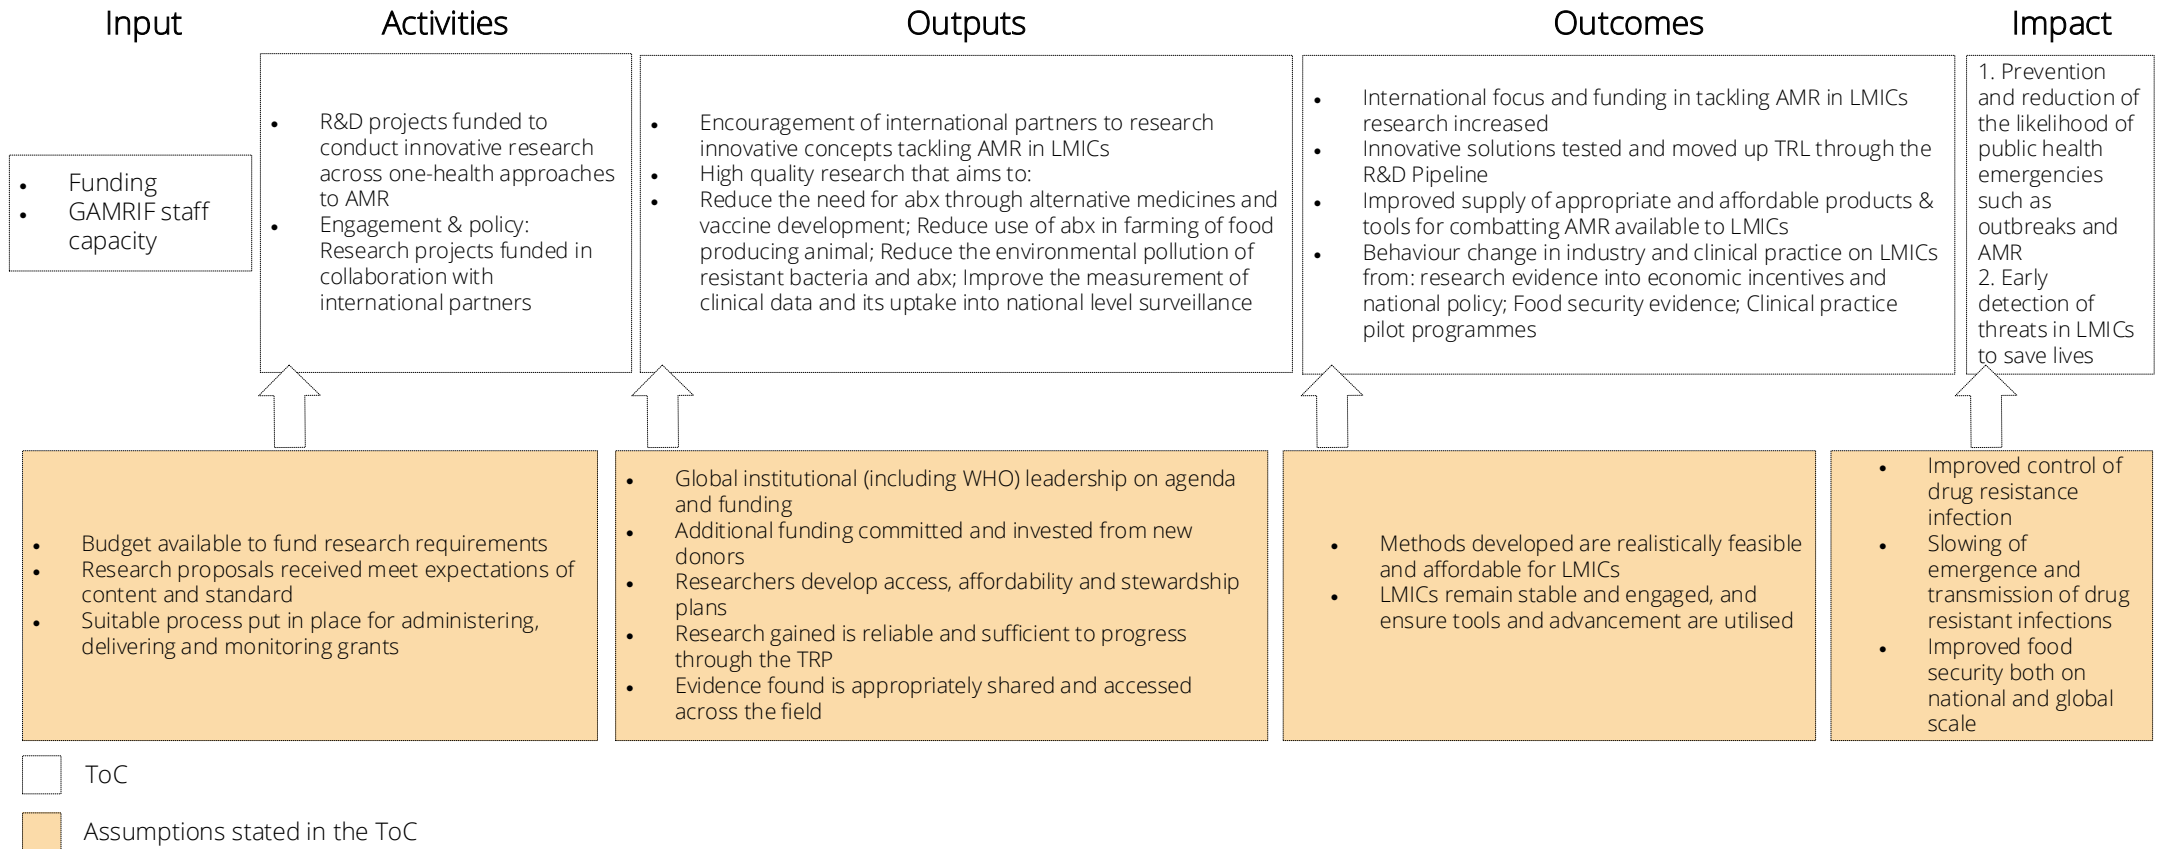 Input
Activities
Outputs
Outcomes
Impact
• Funding
• GAMRIF staff
capacity
• R&D projects funded to
conduct innovative research
across one-health approaches
to AMR
• Engagement & policy:
Research projects funded in
collaboration with
international partners
• Encouragement of international partners to research
innovative concepts tackling AMR in LMICs
• High quality research that aims to:
• Reduce the need for abx through alternative medicines and
vaccine development; Reduce use of abx in farming of food
producing animal; Reduce the environmental pollution of
resistant bacteria and abx; Improve the measurement of
clinical data and its uptake into national level surveillance
• International focus and funding in tackling AMR in LMICs
research increased
• Innovative solutions tested and moved up TRL through the
R&D Pipeline
• Improved supply of appropriate and affordable products &
tools for combatting AMR available to LMICs
• Behaviour change in industry and clinical practice on LMICs
from: research evidence into economic incentives and
national policy; Food security evidence; Clinical practice
pilot programmes
1. Prevention
and reduction of
the likelihood of
public health
emergencies
such as
outbreaks and
AMR
2. Early
detection of
threats in LMICs
to save lives
• Budget available to fund research requirements
• Research proposals received meet expectations of
content and standard
• Suitable process put in place for administering,
delivering and monitoring grants
• Global institutional (including WHO) leadership on agenda
and funding
• Additional funding committed and invested from new
donors
• Researchers develop access, affordability and stewardship
plans
• Research gained is reliable and sufficient to progress
through the TRP
• Evidence found is appropriately shared and accessed
across the field
• Methods developed are realistically feasible
and affordable for LMICs
• LMICs remain stable and engaged, and
ensure tools and advancement are utilised
• Improved control of
drug resistance
infection
• Slowing of
emergence and
transmission of drug
resistant infections
• Improved food
security both on
national and global
scale
ToC
Assumptions stated in the ToC